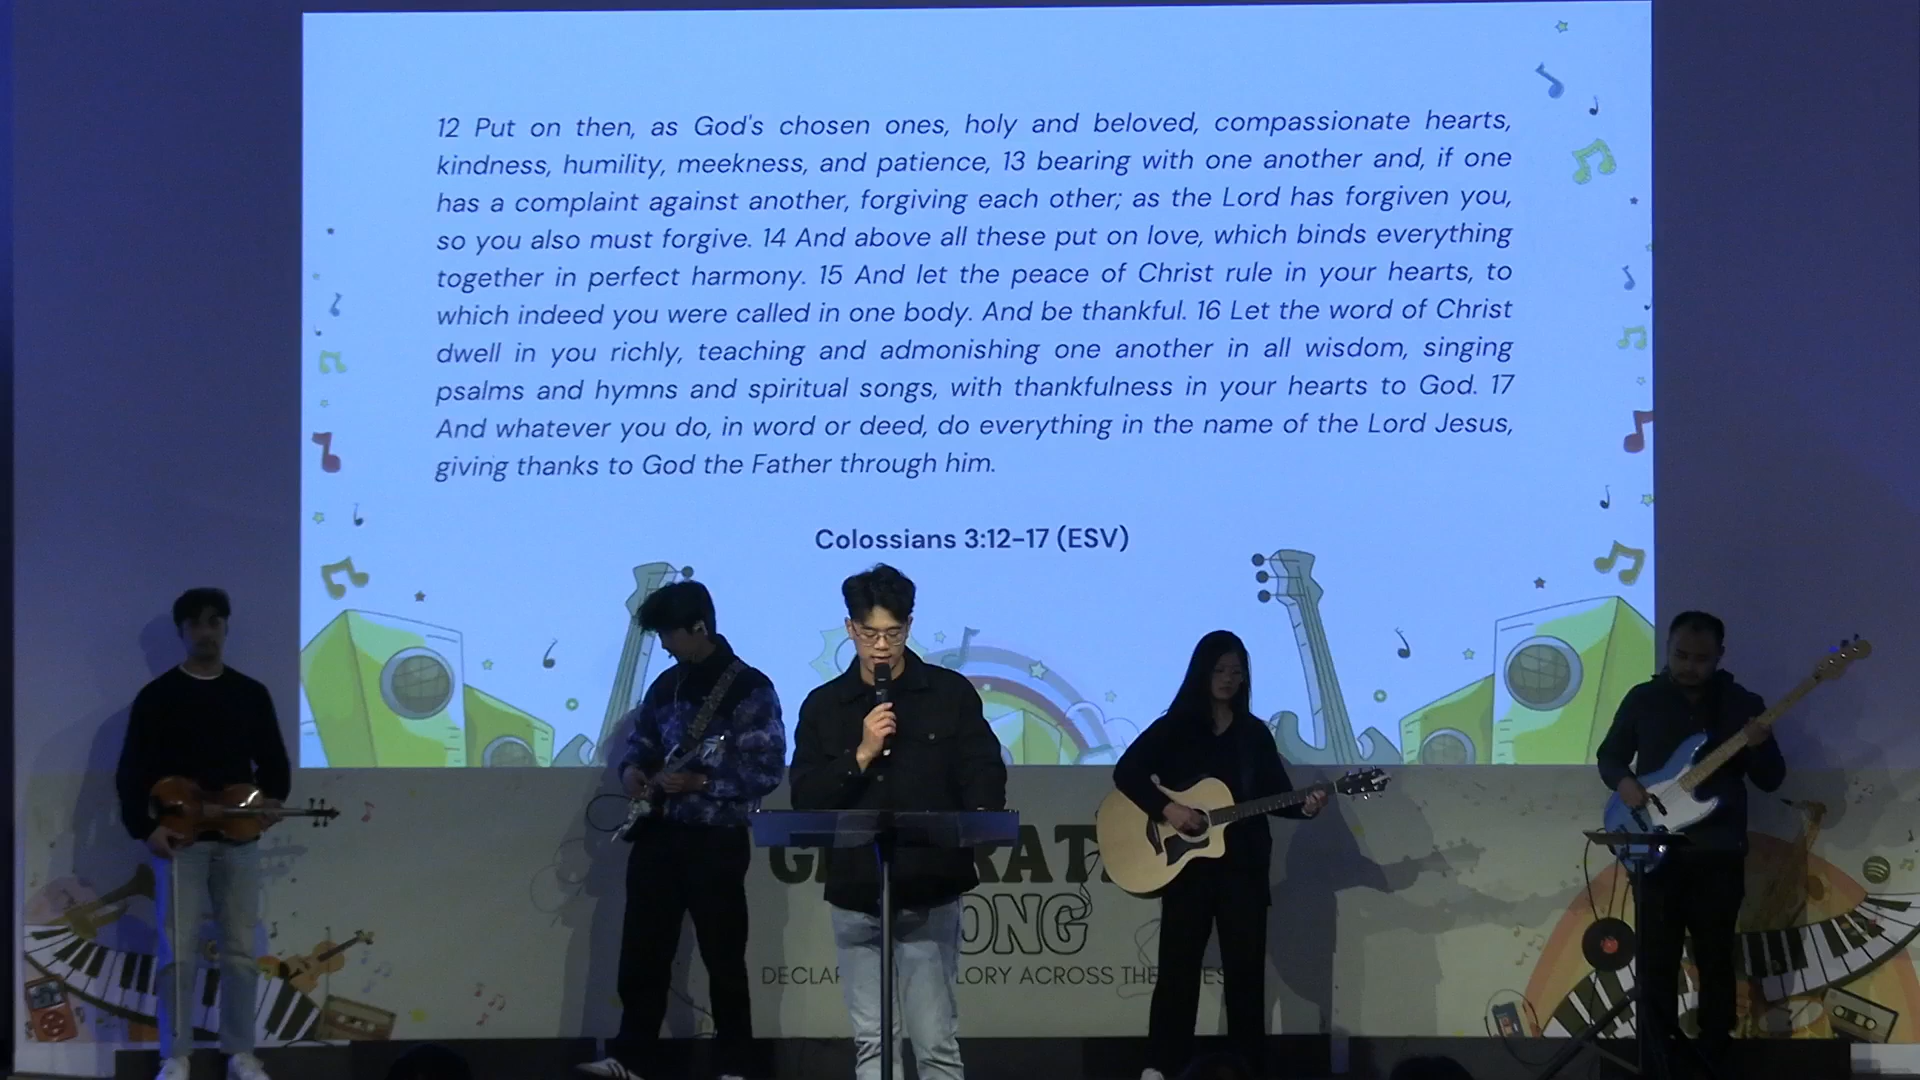 12 Put on then, as God's chosen ones, holy and beloved, compassionate hearts,
kindness, humility, meekness, and patience, 13 bearing with one another and, if one
has a complaint against another, forgiving each other; as the Lord has forgiven you,
so you also must forgive. 14 And above all these put on love, which binds everything
together in perfect harmony. 15 And let the peace of Christ rule in your hearts, to
which indeed you were called in one body. And be thankful. 16 Let the word of Christ
dwell in you richly, teaching and admonishing one another in all wisdom, singing
psalms and hymns and spiritual songs, with thankfulness in your hearts to God. 17
And whatever you do, in word or deed, do everything in the name of the Lord Jesus,
giving thanks to God the Father through him.
Colossians 3:12-17 (ESV)
ACROSS THE